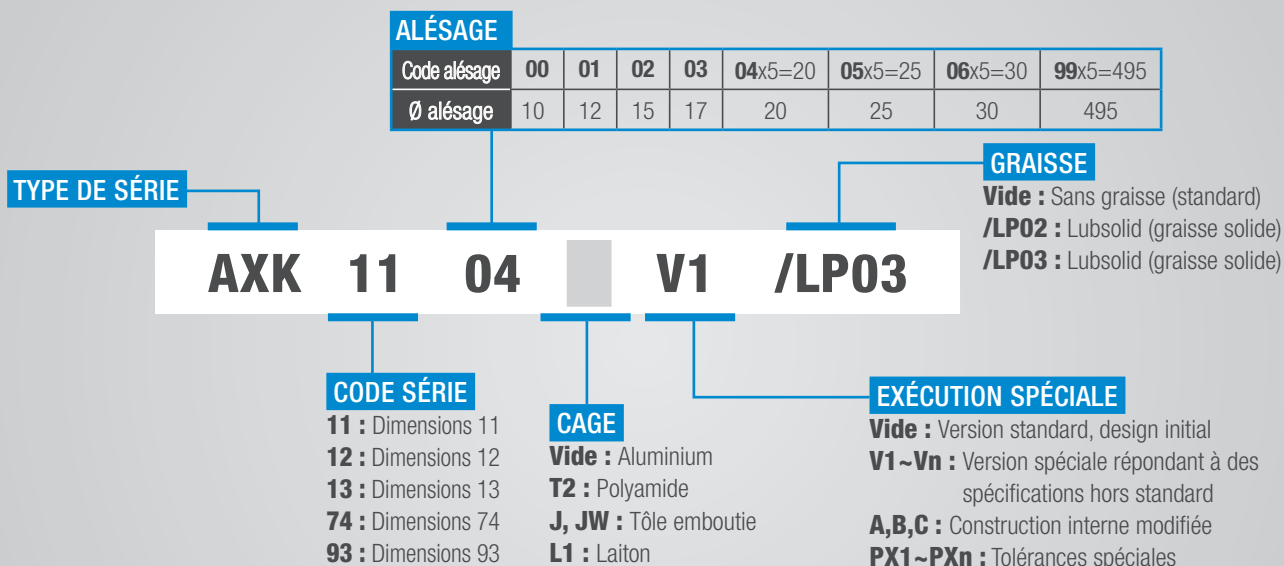 ALÉSAGE
Code alésage 00 01 02 03 04x5=20 05x5=25 06x5=30 99x5=495
Ø alésage 10 12 15 17 20 25 30 495
TYPE DE SÉRIE
GRAISSE
Vide : Sans graisse (standard)
/LP02 : Lubsolid (graisse solide)
/LP03 : Lubsolid (graisse solide)
AXK 11 04 V1 /LP03
CODE SÉRIE
11 : Dimensions 11
12 : Dimensions 12
13 : Dimensions 13
74 : Dimensions 74
93 : Dimensions 93
CAGE
Vide : Aluminium
T2 : Polyamide
J, JW : Tôle emboutie
L1 : Laiton
EXÉCUTION SPÉCIALE
Vide : Version standard, design initial
V1~Vn : Version spéciale répondant à des
spécifications hors standard
A,B,C : Construction interne modifiée
PX1~PXn : Tolérances spéciales